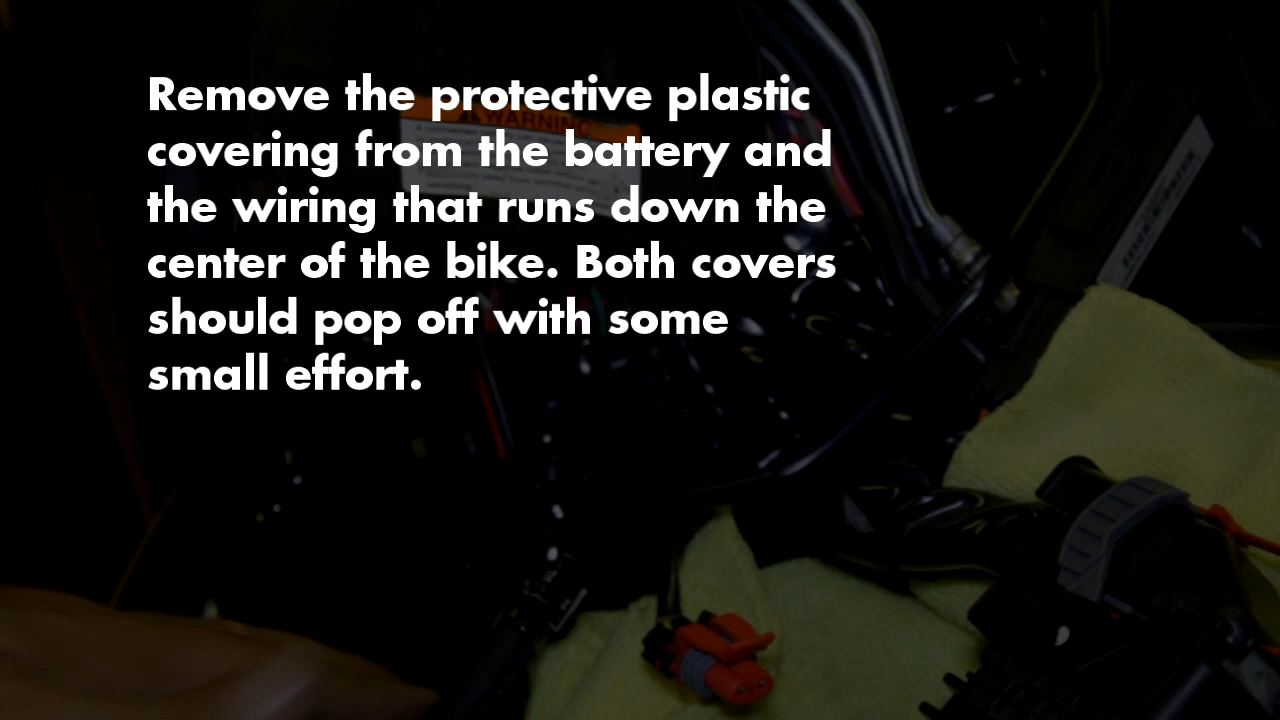 Remove the protective plastic
covering from the battery and
the wiring that runs down the
center of the bike. Both covers
should pop off with some
small effort.
WARNING